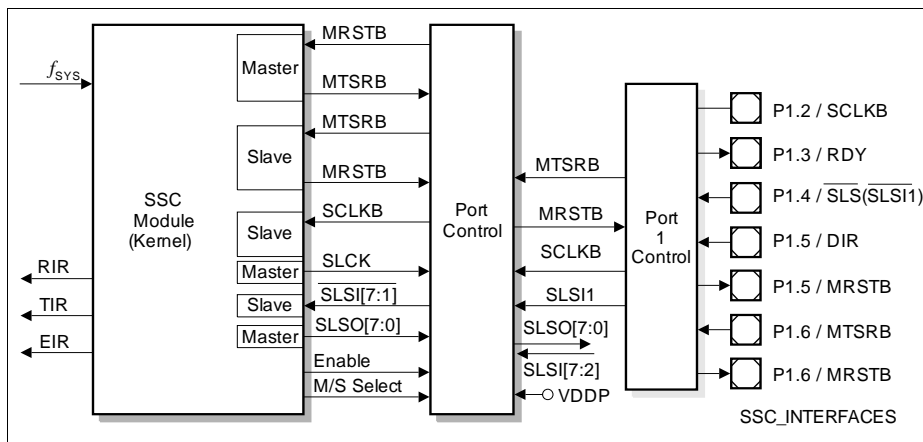 fSYS
SSC
Module
(Kernel)
RIR
TIR
EIR
Master
Slave
Slave
Master
Slave
Master
MRSTB
MTSRB
MTSRB
MRSTB
SCLKB
SLCK
SLSI[7:1]
SLSO[7:0]
Enable
M/S Select
Port
Control
MTSRB
MRSTB
SCLKB
SLSI1
SLSO[7:0]
SLSI[7:2]
VDDP
Port
1
Control
P1.2 / SCLKB
P1.3 / RDY
P1.4 / SLS(SLSI1)
P1.5 / DIR
P1.5 / MRSTB
P1.6 / MTSRB
P1.6 / MRSTB
SSC_INTERFACES